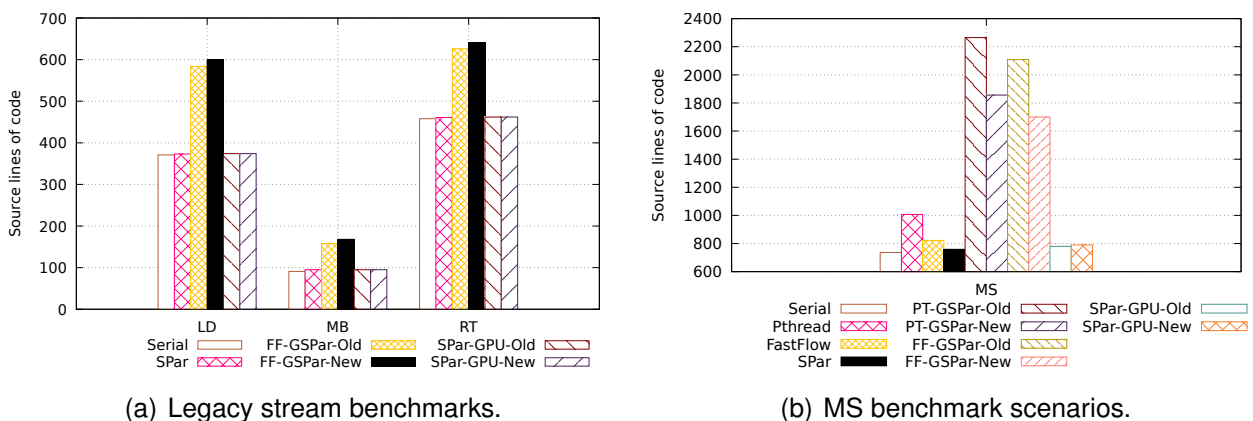 700
600
500
400
300
200
100
0
Source lines of code
LD MB RT
Serial FF-GSPar-Old SPar-GPU-Old
SPar FF-GSPar-New SPar-GPU-New
(a) Legacy stream benchmarks.
2400
2200
2000
1800
1600
1400
1200
1000
800
600
Source lines of code
MS
Serial PT-GSPar-Old SPar-GPU-Old
Pthread PT-GSPar-New SPar-GPU-New
FastFlow FF-GSPar-Old
SPar FF-GSPar-New
(b) MS benchmark scenarios.